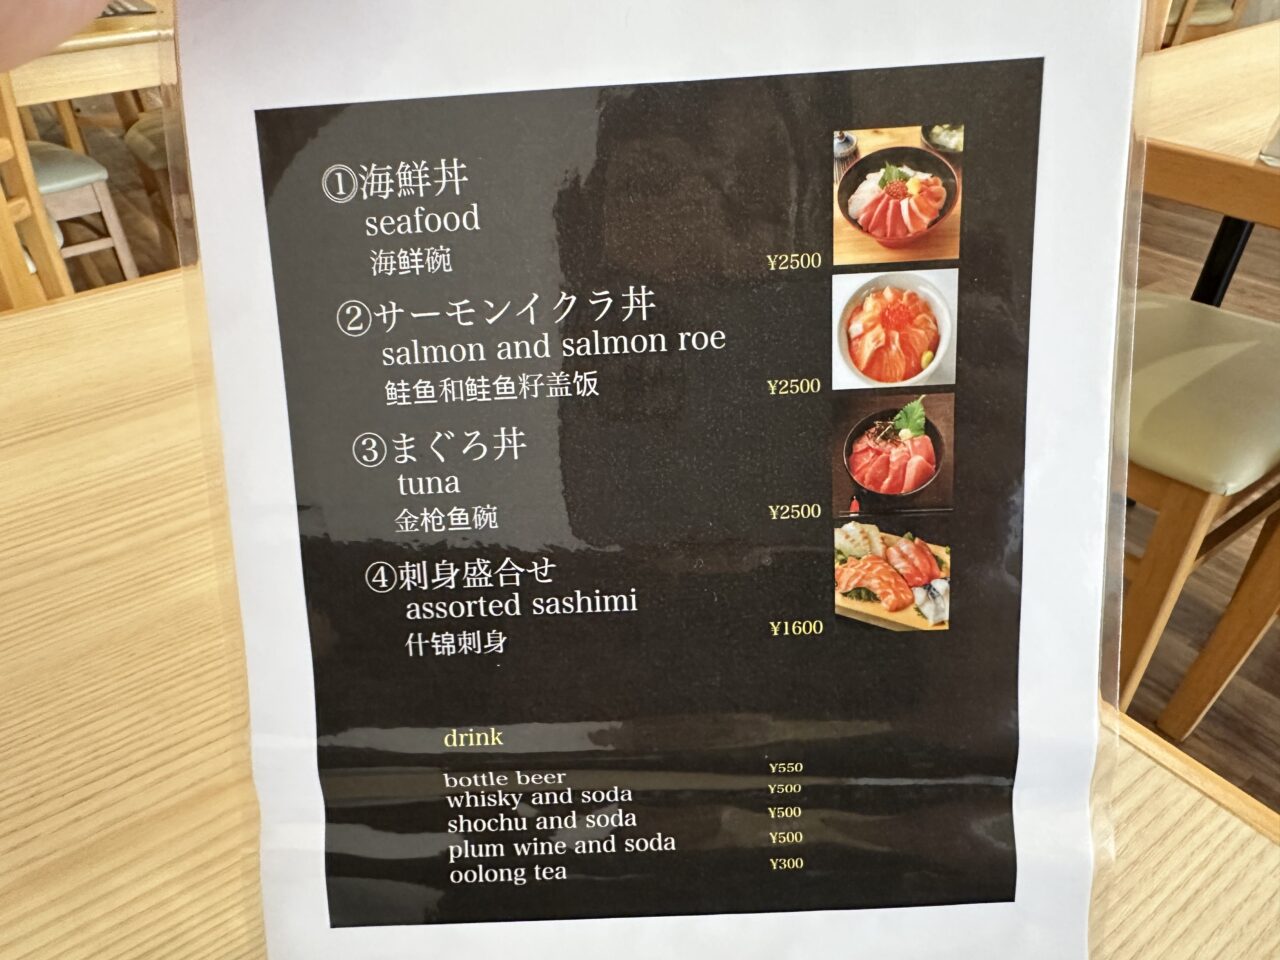 ①海鮮丼
seafood
海鲜碗
¥2500
②サーモンイクラ丼
salmon and salmon roe
鲑鱼和鲑鱼籽盖饭
¥2500
③まぐろ丼
tuna
金枪鱼碗
¥2500
④刺身盛合せ
assorted sashimi
什锦刺身
¥1600
drink
bottle beer ¥550
whisky and soda ¥500
shochu and soda ¥500
plum wine and soda ¥500
oolong tea ¥300